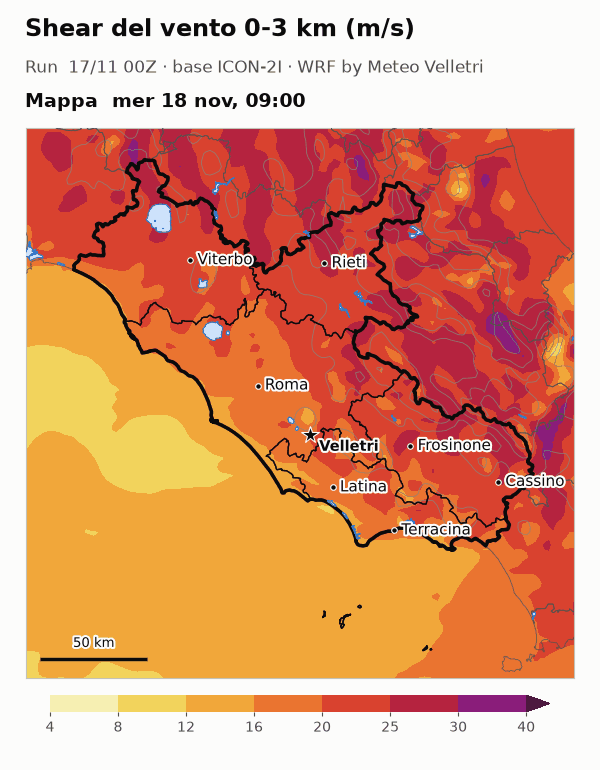 Shear del vento 0-3 km (m/s)
Run  17/11 00Z · base ICON-2I · WRF by Meteo Velletri
Mappa  mer 18 nov, 09:00
Viterbo
Rieti
Roma
Velletri
Frosinone
Cassino
Latina
Terracina
50 km
4 8 12 16 20 25 30 40